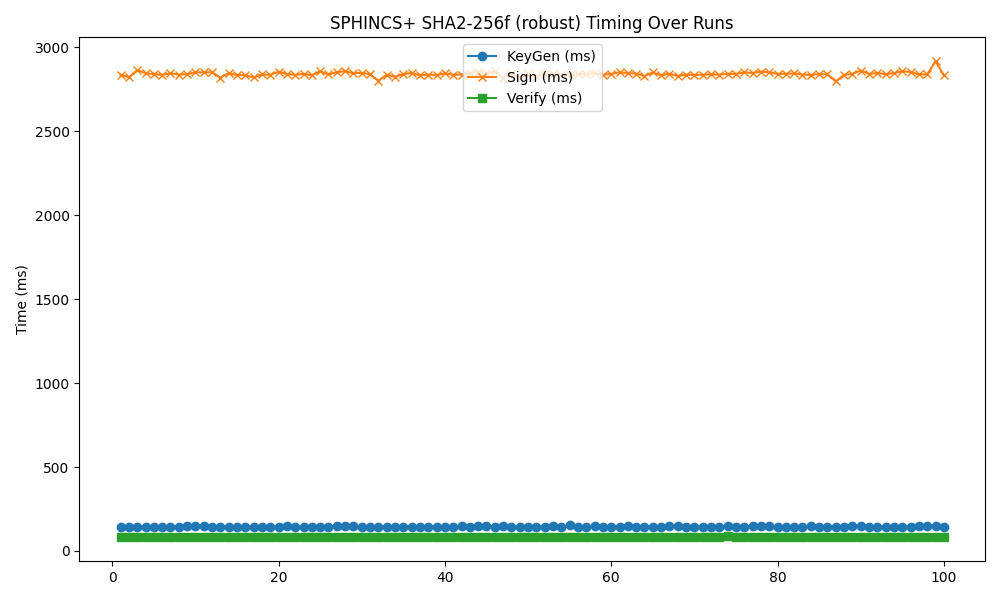 SPHINCS+ SHA2-256f (robust) Timing Over Runs
KeyGen (ms)
Sign (ms)
Verify (ms)
Time (ms)
3000
2500
2000
1500
1000
500
0
0 20 40 60 80 100